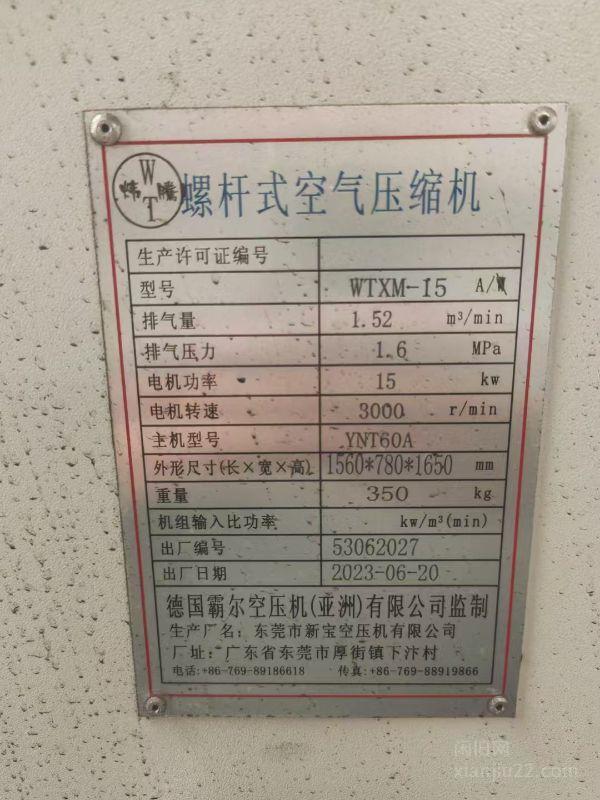 W
炜腾
T
螺杆式空气压缩机
生产许可证编号
型号 WTXM-15 A/W
排气量 1.52 m³/min
排气压力 1.6 MPa
电机功率 15 kw
电机转速 3000 r/min
主机型号 YNT60A
外形尺寸(长×宽×高) 1560*780*1650 mm
重量 350 kg
机组输入比功率 kw/m³(min)
出厂编号 53062027
出厂日期 2023-06-20
德国霸尔空压机(亚洲)有限公司监制
生产厂名：东莞市新宝空压机有限公司
厂址：广东省东莞市厚街镇下汴村
电话:+86-769-89186618 传真:+86-769-88919866
闲旧网
xianjiu22.com